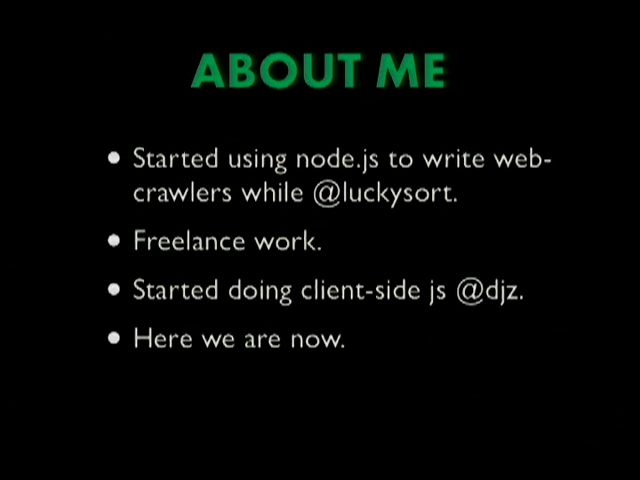 ABOUT ME
• Started using node.js to write web-
crawlers while @luckysort.
• Freelance work.
• Started doing client-side js @djz.
• Here we are now.